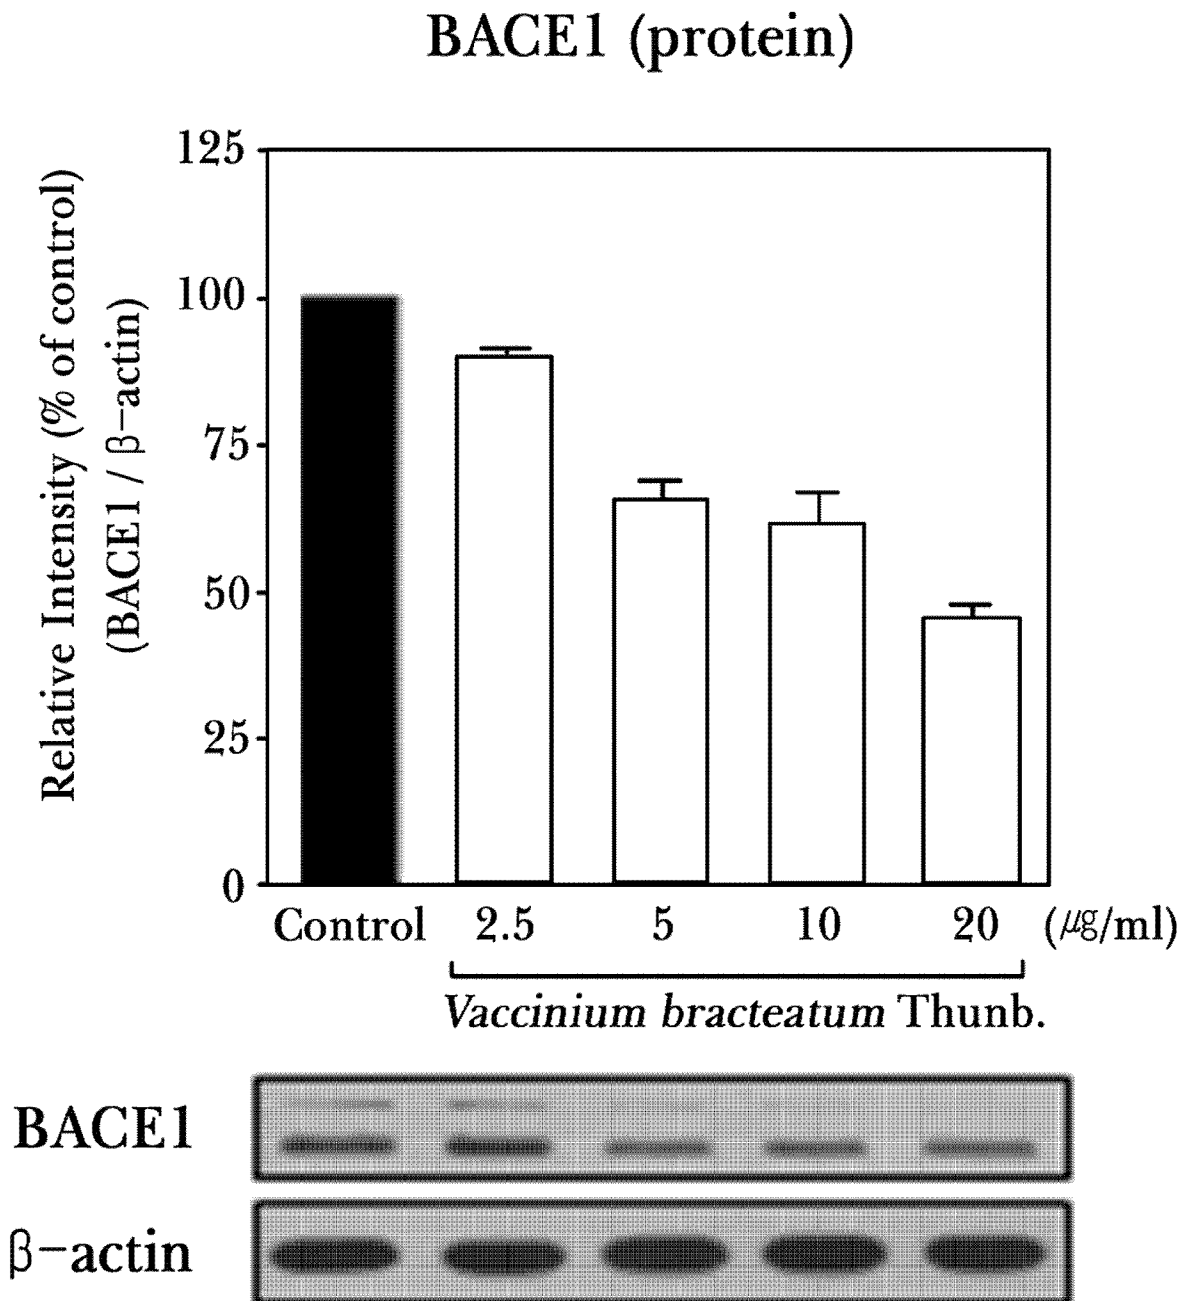 BACE1 (protein)
Relative Intensity (% of control)
(BACE1 / β-actin)
125
100
75
50
25
0
Control 2.5 5 10 20 (μg/ml)
Vaccinium bracteatum Thunb.
BACE1
β-actin